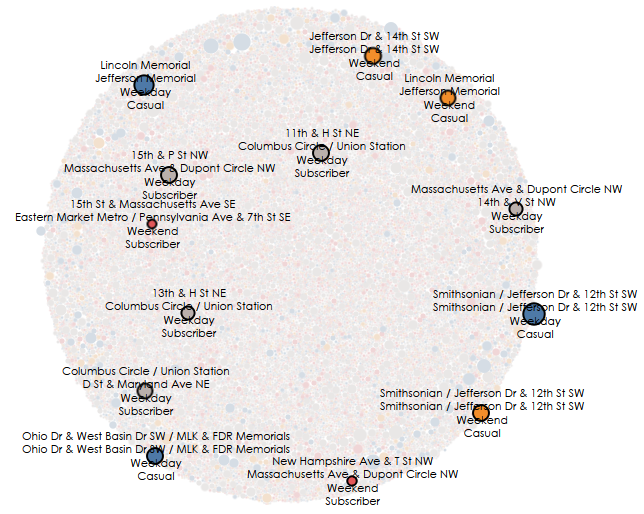 Jefferson Dr & 14th St SW
Jefferson Dr & 14th St SW
Weekend
Casual
Lincoln Memorial
Jefferson Memorial
Weekday
Casual
Lincoln Memorial
Jefferson Memorial
Weekend
Casual
11th & H St NE
Columbus Circle / Union Station
Weekday
Subscriber
15th & P St NW
Massachusetts Ave & Dupont Circle NW
Weekday
Subscriber
Massachusetts Ave & Dupont Circle NW
14th & V St NW
Weekday
Subscriber
15th St & Massachusetts Ave SE
Eastern Market Metro / Pennsylvania Ave & 7th St SE
Weekend
Subscriber
13th & H St NE
Columbus Circle / Union Station
Weekday
Subscriber
Smithsonian / Jefferson Dr & 12th St SW
Smithsonian / Jefferson Dr & 12th St SW
Weekday
Casual
Columbus Circle / Union Station
D St & Maryland Ave NE
Weekday
Subscriber
Smithsonian / Jefferson Dr & 12th St SW
Smithsonian / Jefferson Dr & 12th St SW
Weekend
Casual
Ohio Dr & West Basin Dr SW / MLK & FDR Memorials
Ohio Dr & West Basin Dr SW / MLK & FDR Memorials
Weekday
Casual
New Hampshire Ave & T St NW
Massachusetts Ave & Dupont Circle NW
Weekend
Subscriber